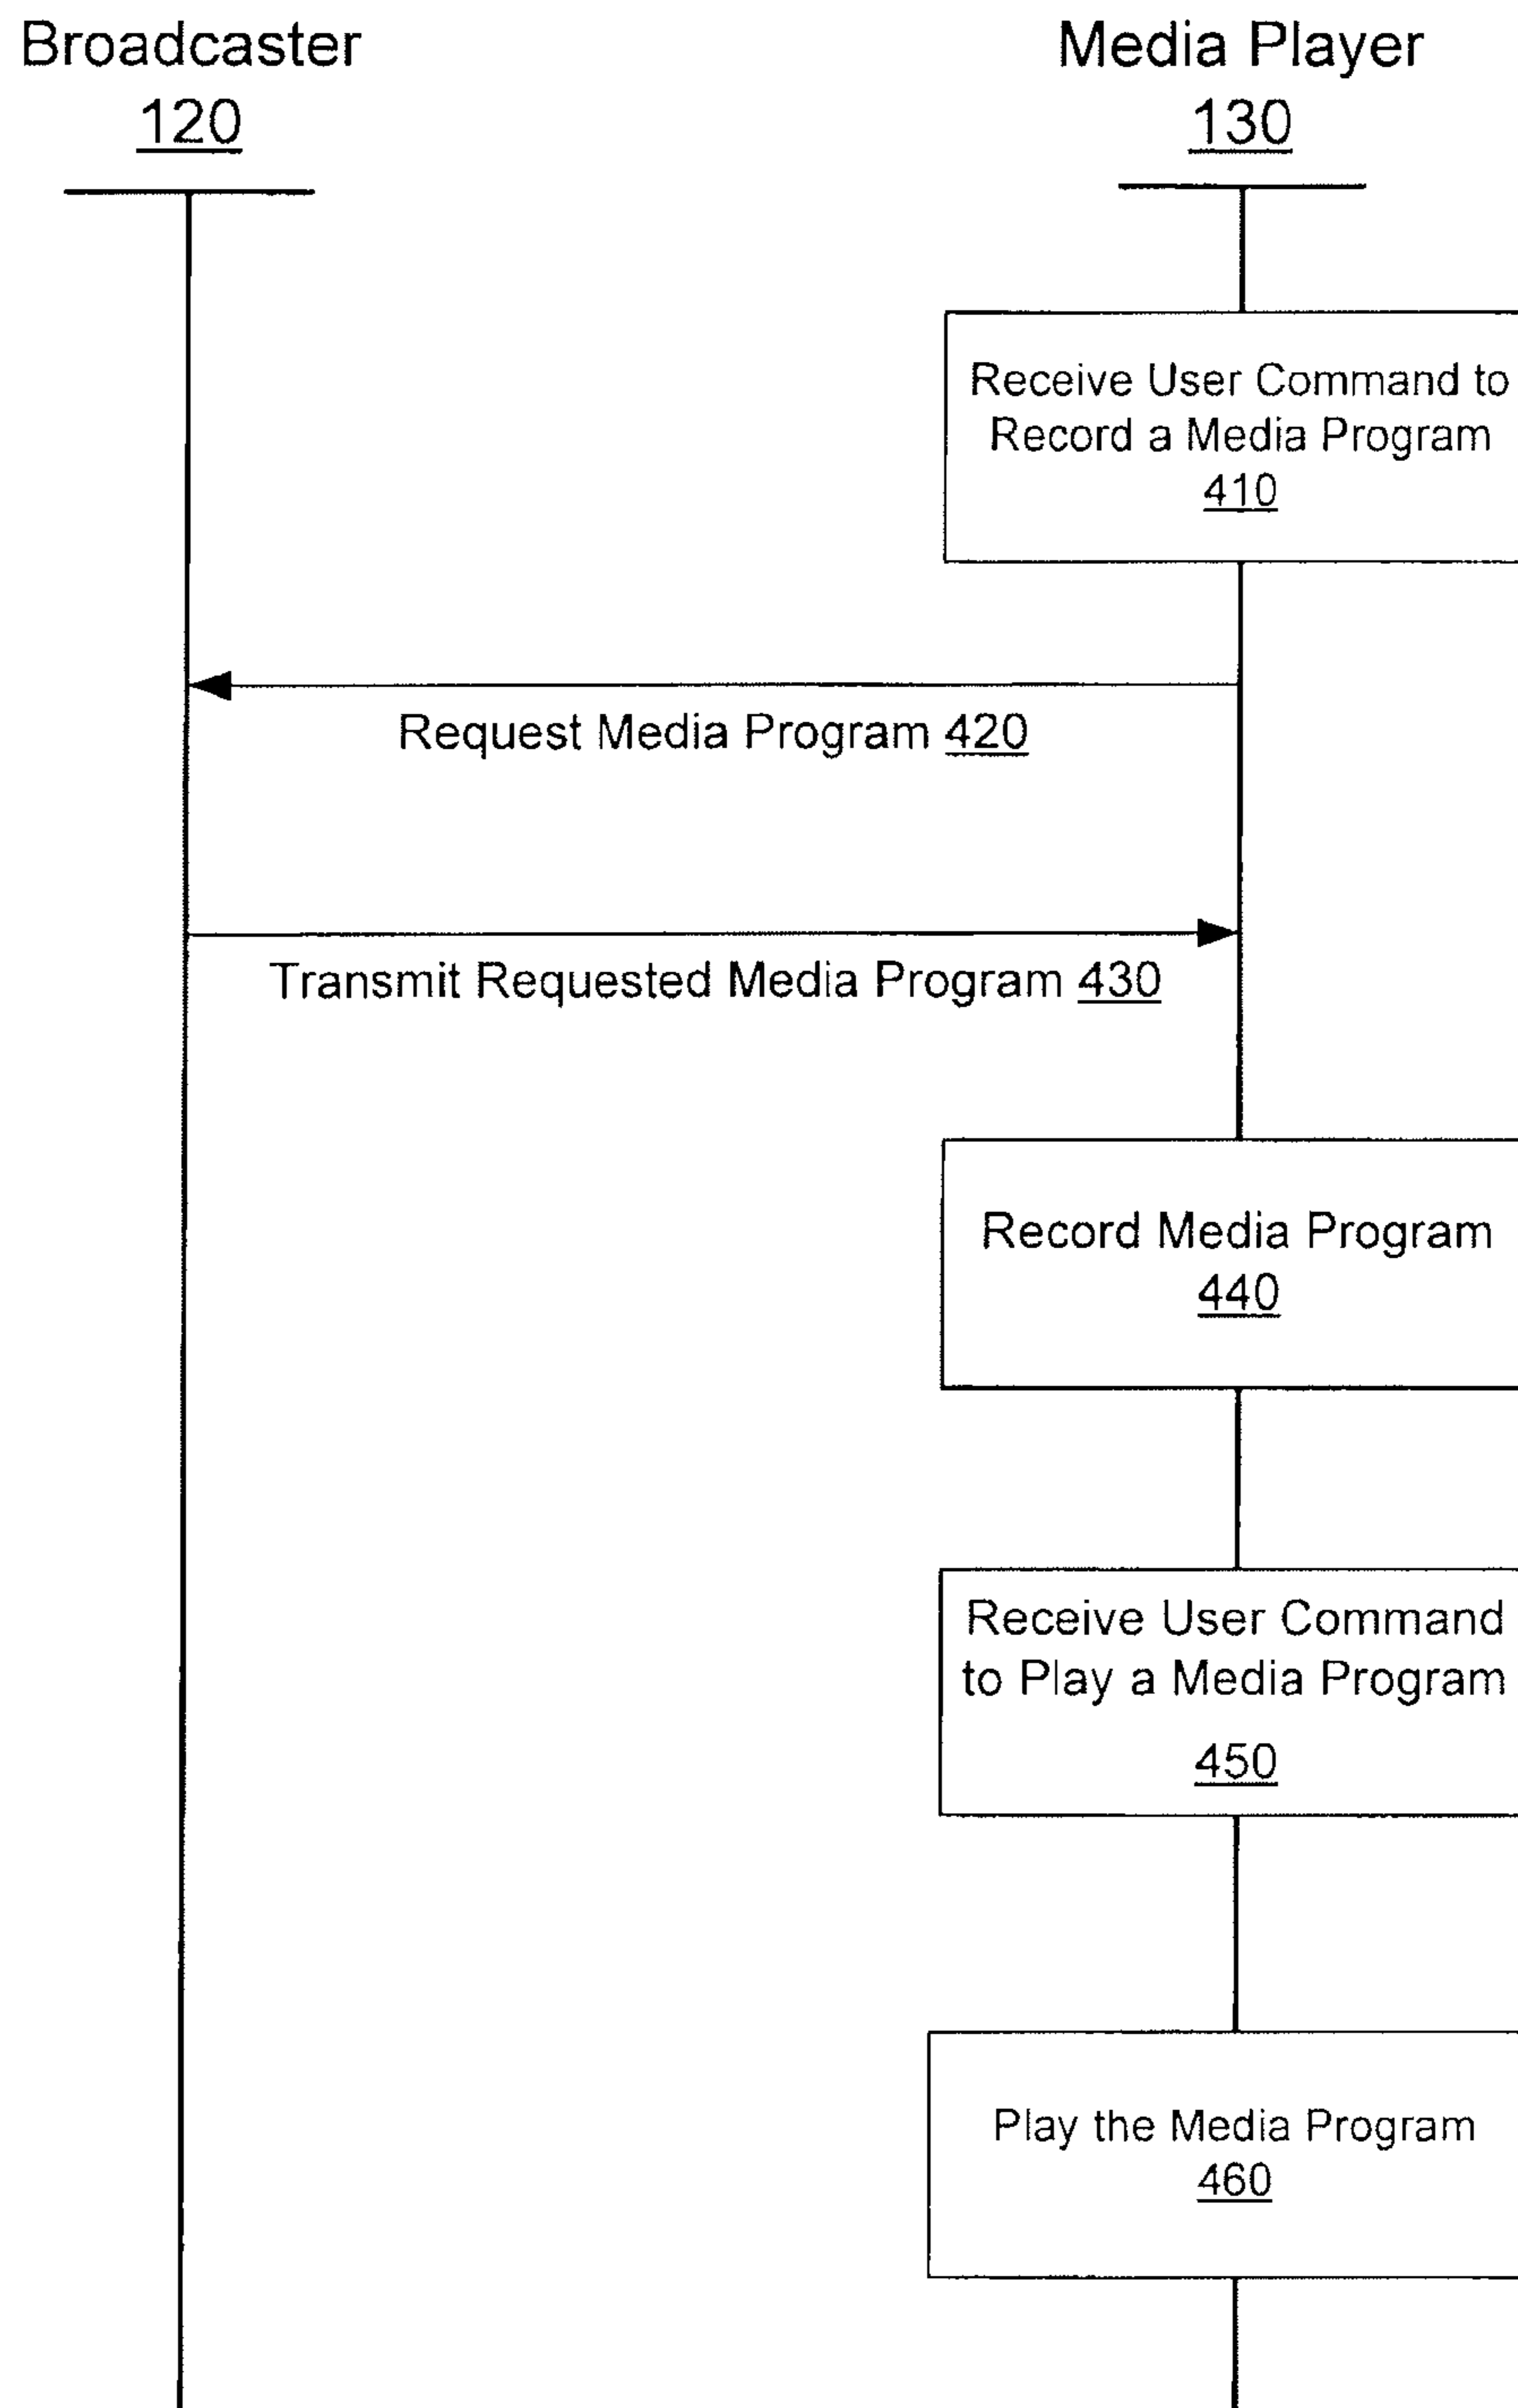 Broadcaster
120
Media Player
130
Receive User Command to
Record a Media Program
410
Request Media Program 420
Transmit Requested Media Program 430
Record Media Program
440
Receive User Command
to Play a Media Program
450
Play the Media Program
460